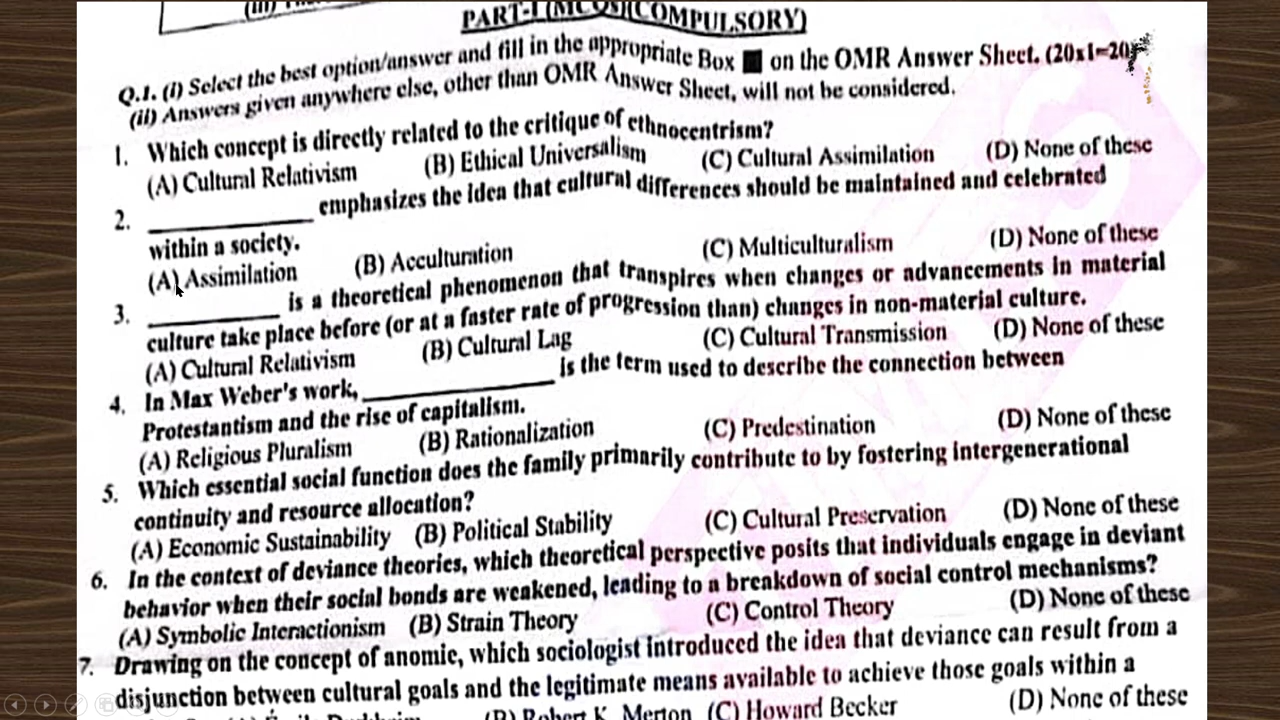 PART-I (MCQS)(COMPULSORY)
Q.1. (i) Select the best option/answer and fill in the appropriate Box ■ on the OMR Answer Sheet. (20x1=20)
(ii) Answers given anywhere else, other than OMR Answer Sheet, will not be considered.
1. Which concept is directly related to the critique of ethnocentrism?
(A) Cultural Relativism (B) Ethical Universalism (C) Cultural Assimilation (D) None of these
2. ____________ emphasizes the idea that cultural differences should be maintained and celebrated
within a society.
(A) Assimilation (B) Acculturation (C) Multiculturalism (D) None of these
3. ____________ is a theoretical phenomenon that transpires when changes or advancements in material
culture take place before (or at a faster rate of progression than) changes in non-material culture.
(A) Cultural Relativism (B) Cultural Lag (C) Cultural Transmission (D) None of these
4. In Max Weber's work, ____________ is the term used to describe the connection between
Protestantism and the rise of capitalism.
(A) Religious Pluralism (B) Rationalization (C) Predestination (D) None of these
5. Which essential social function does the family primarily contribute to by fostering intergenerational
continuity and resource allocation?
(A) Economic Sustainability (B) Political Stability (C) Cultural Preservation (D) None of these
6. In the context of deviance theories, which theoretical perspective posits that individuals engage in deviant
behavior when their social bonds are weakened, leading to a breakdown of social control mechanisms?
(A) Symbolic Interactionism (B) Strain Theory (C) Control Theory (D) None of these
7. Drawing on the concept of anomie, which sociologist introduced the idea that deviance can result from a
disjunction between cultural goals and the legitimate means available to achieve those goals within a
(B) Robert K. Merton (C) Howard Becker (D) None of these